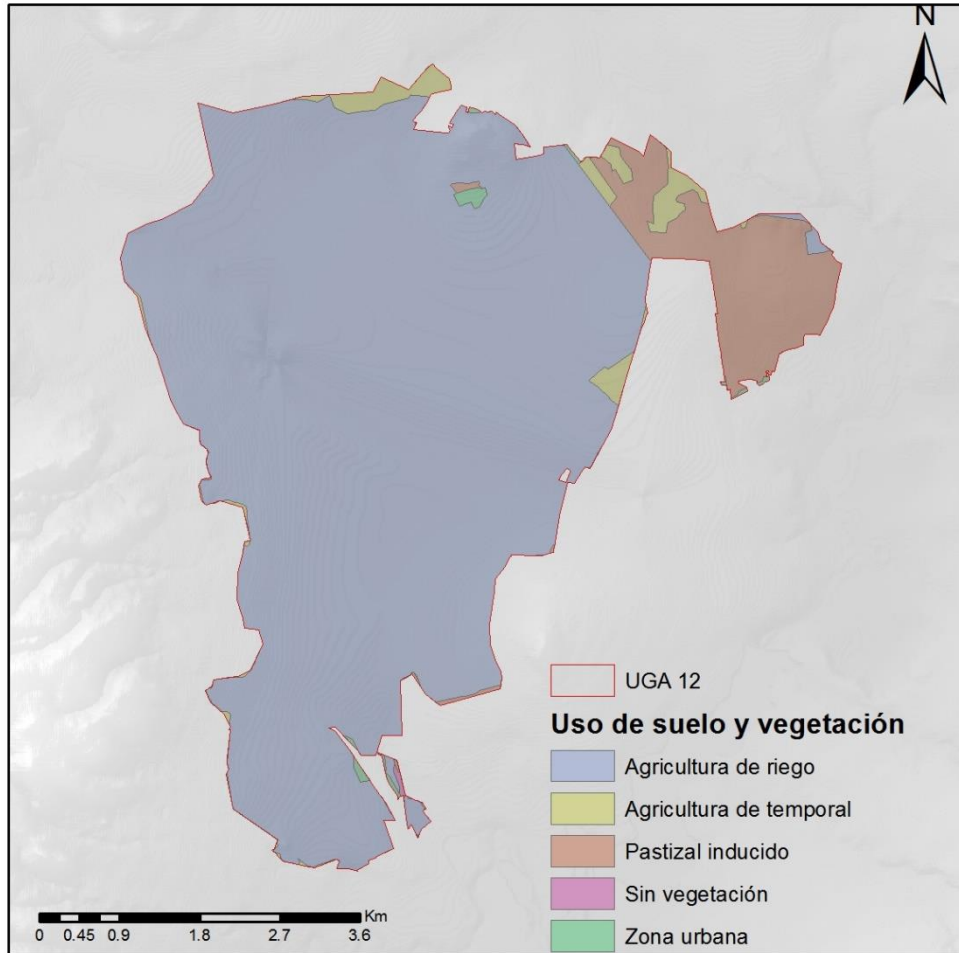 N
UGA 12
Uso de suelo y vegetación
Agricultura de riego
Agricultura de temporal
Pastizal inducido
Sin vegetación
Zona urbana
Km
0 0.45 0.9 1.8 2.7 3.6